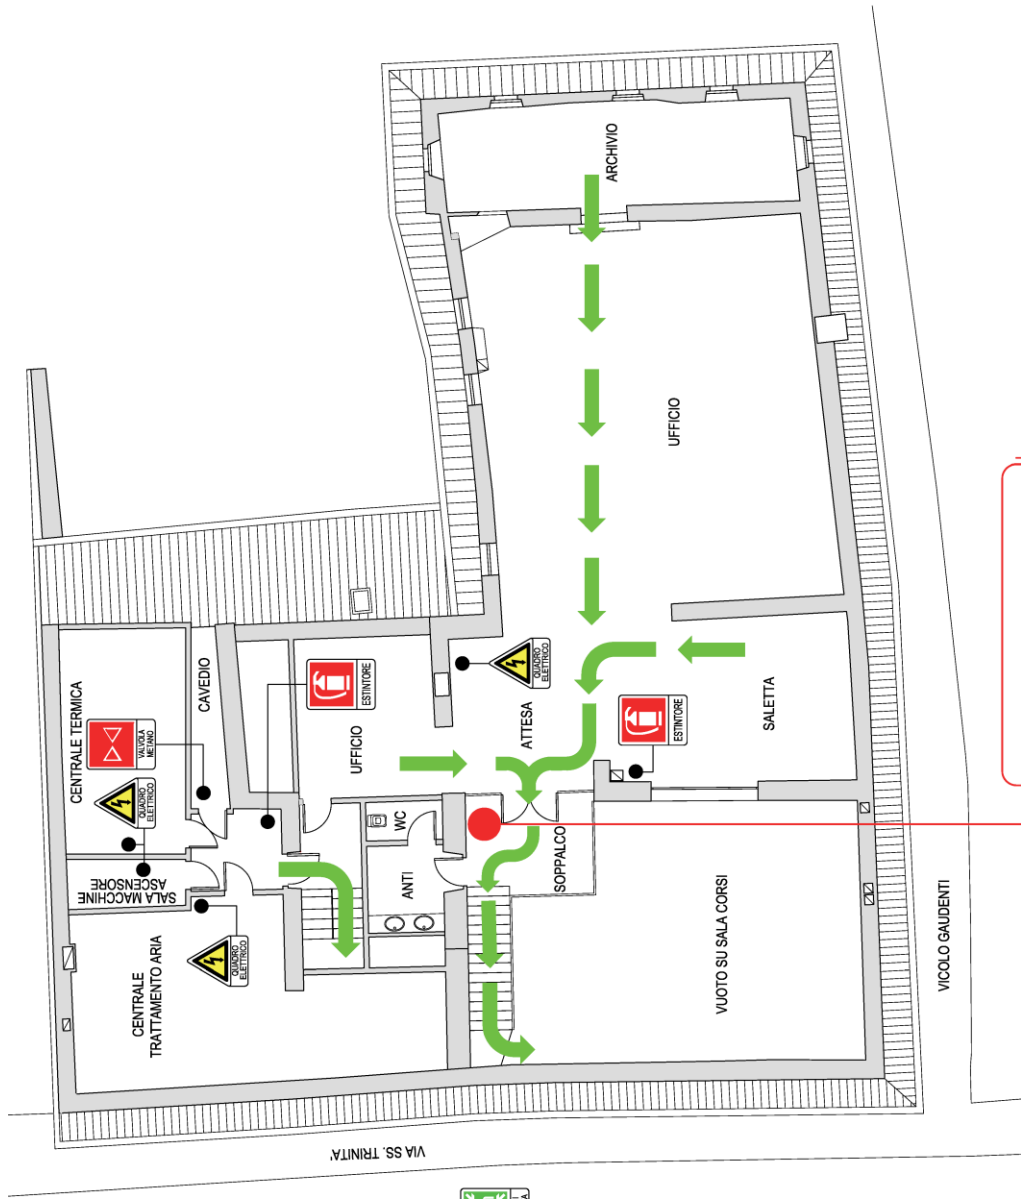 ARCHIVIO
UFFICIO
CENTRALE TERMICA
CAVEDIO
VALVOLA
METANO
QUADRO
ELETTRICO
ESTINTORE
UFFICIO
QUADRO
ELETTRICO
ATTESA
ESTINTORE
SALETTA
WC
ANTI
SOPPALCO
SALA MACCHINE
ASCENSORE
QUADRO
ELETTRICO
CENTRALE
TRATTAMENTO ARIA
VUOTO SU SALA CORSI
VICOLO GAUDENTI
VIA SS. TRINITA'